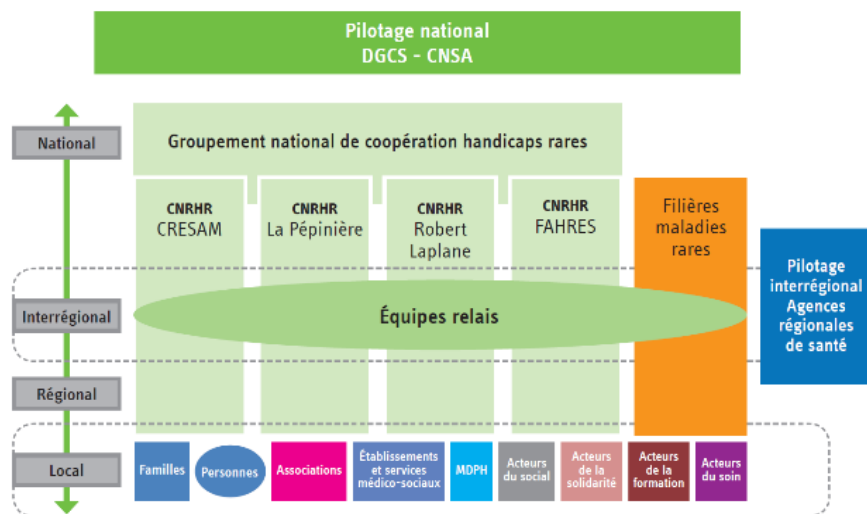 Pilotage national
DGCS - CNSA
National
Groupement national de coopération handicaps rares
CNRHR
CRESAM
CNRHR
La Pépinière
CNRHR
Robert
Laplane
CNRHR
FAHRES
Filières
maladies
rares
Pilotage
interrégional
Agences
régionales
de santé
Interrégional
Équipes relais
Régional
Local
Familles
Personnes
Associations
Établissements
et services
médico-sociaux
MDPH
Acteurs
du social
Acteurs
de la
solidarité
Acteurs
de la
formation
Acteurs
du soin